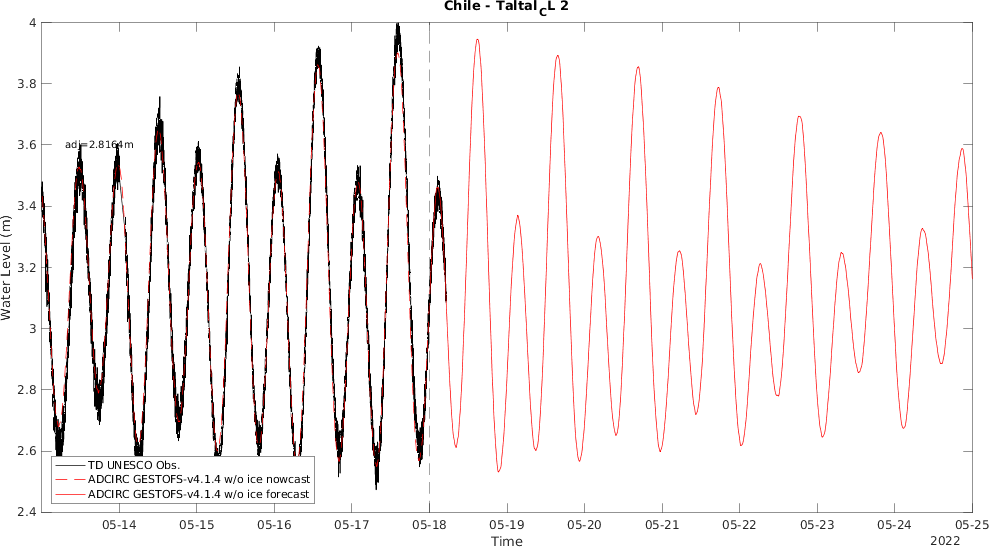 Chile - Taltal_CL 2
4
3.8
3.6
3.4
3.2
3
2.8
2.6
2.4
Water Level (m)
adj=2.8164m
TD UNESCO Obs.
ADCIRC GESTOFS-v4.1.4 w/o ice nowcast
ADCIRC GESTOFS-v4.1.4 w/o ice forecast
05-14 05-15 05-16 05-17 05-18 05-19 05-20 05-21 05-22 05-23 05-24 05-25
Time
2022